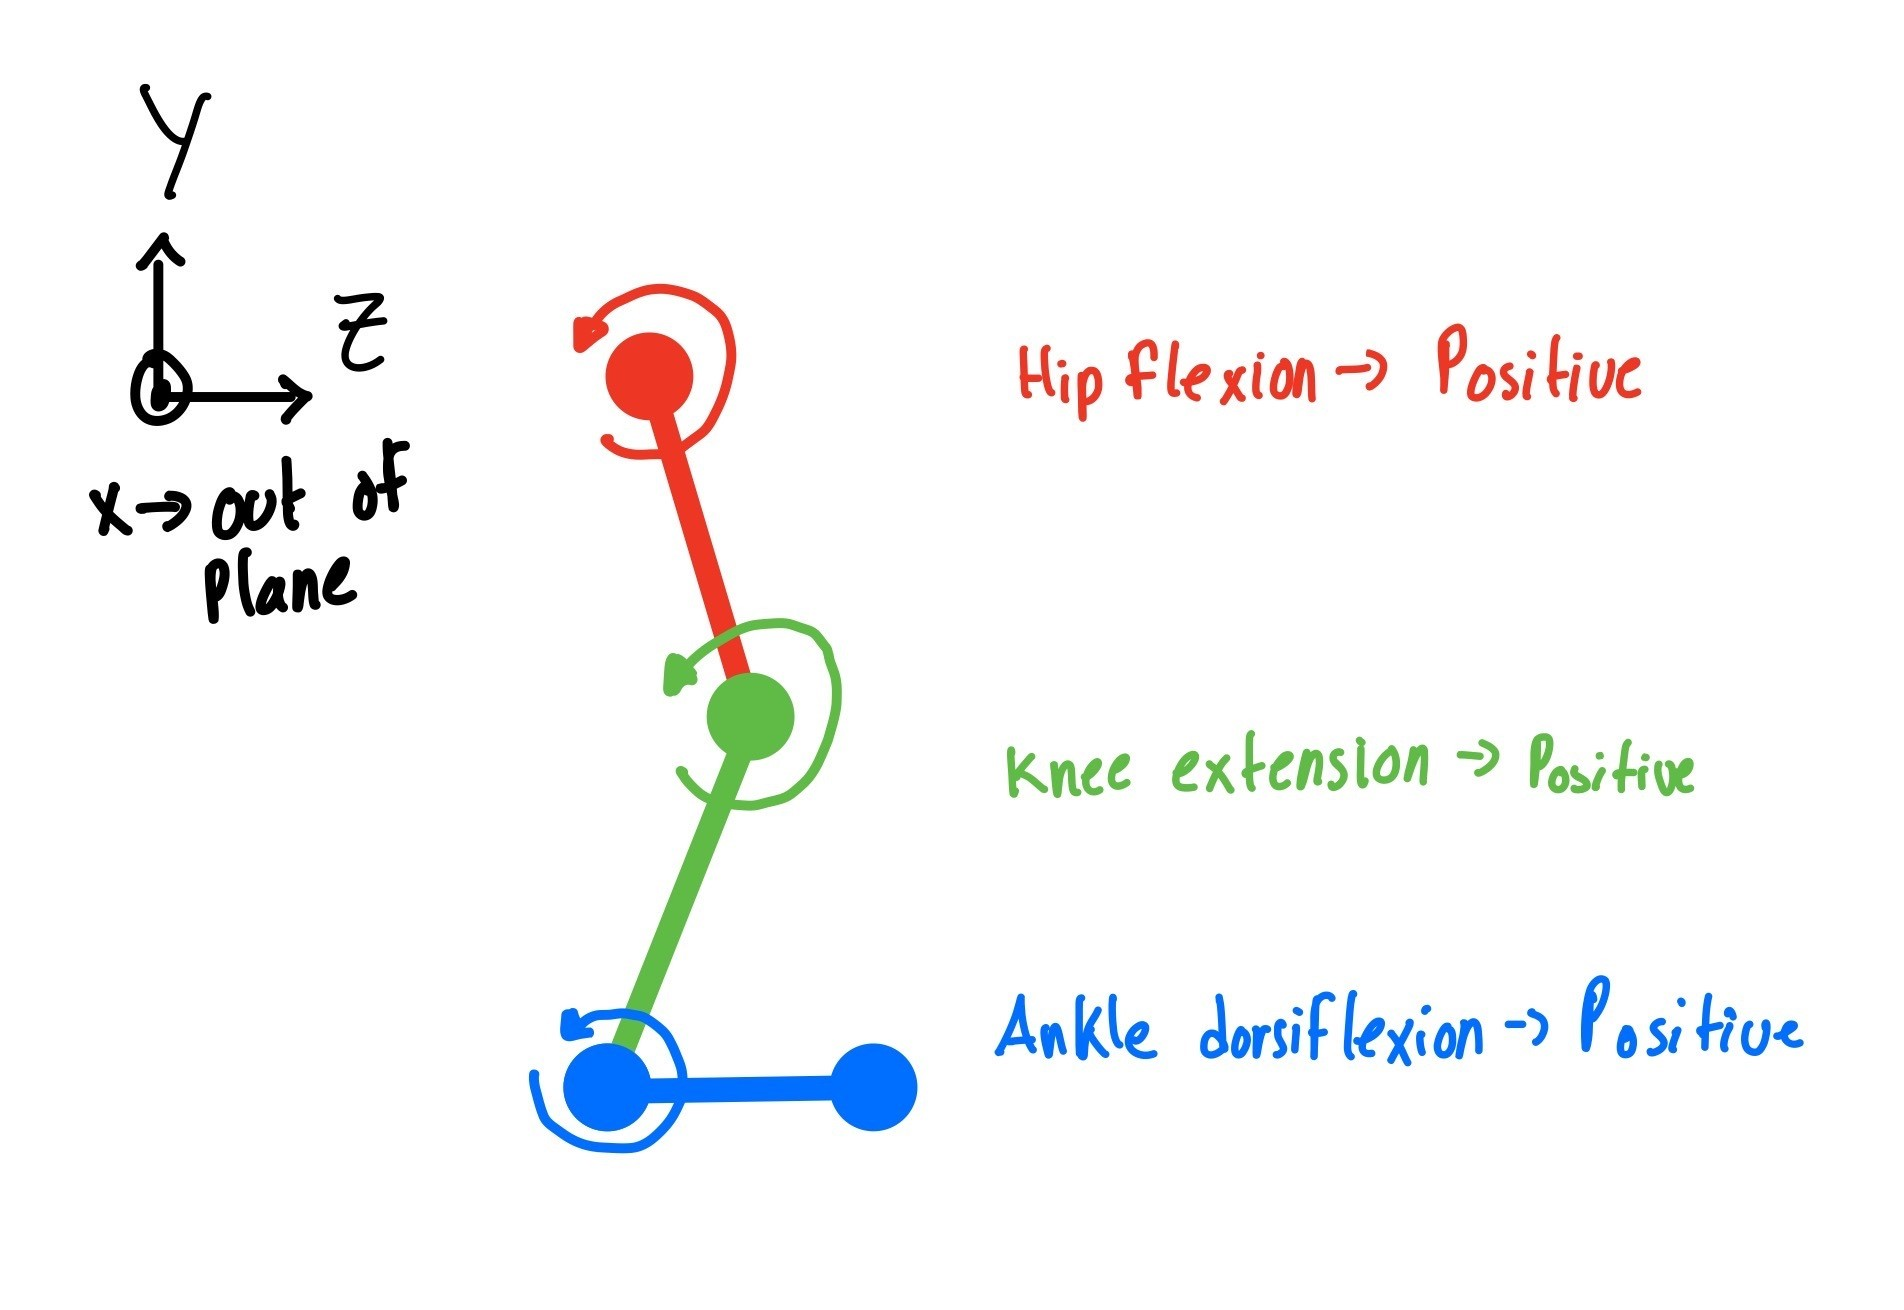 Y
Z
X → out of
Plane
Hip flexion → Positive
Knee extension → Positive
Ankle dorsiflexion → Positive